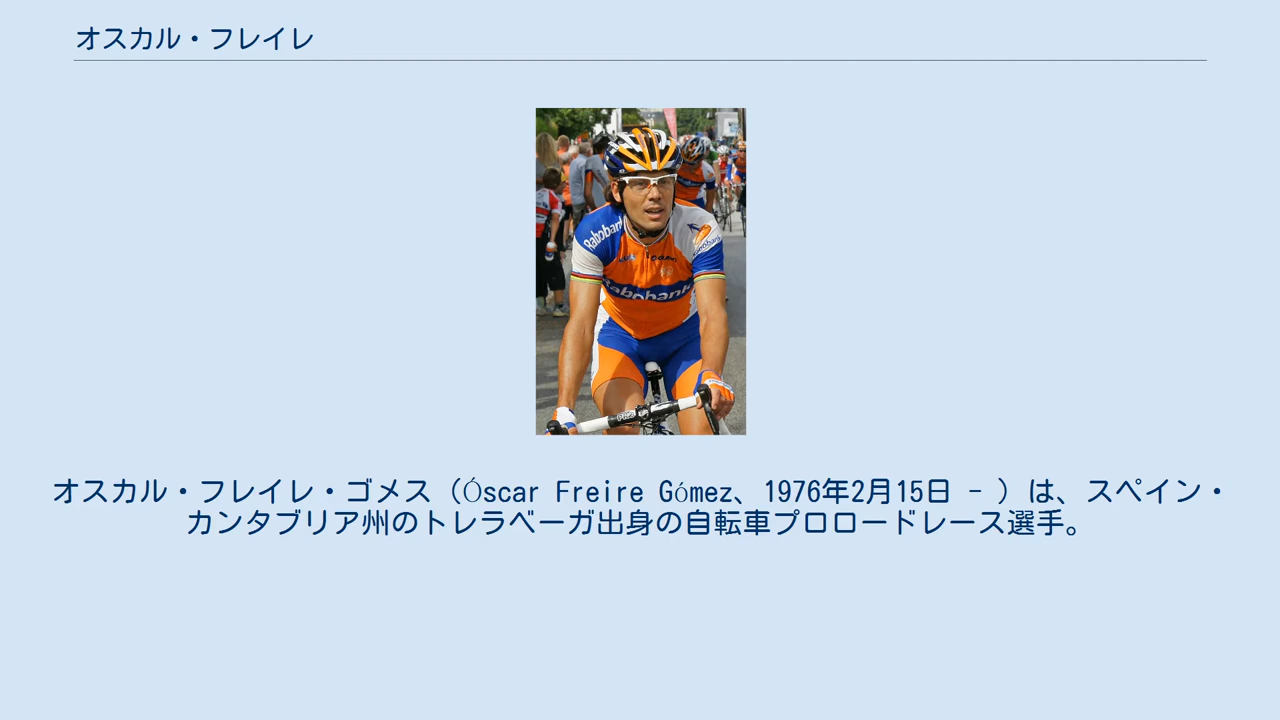 オスカル・フレイレ
Rabobank
Rabobank
オスカル・フレイレ・ゴメス（Óscar Freire Gómez、1976年2月15日 - ）は、スペイン・
カンタブリア州のトレラベーガ出身の自転車プロロードレース選手。